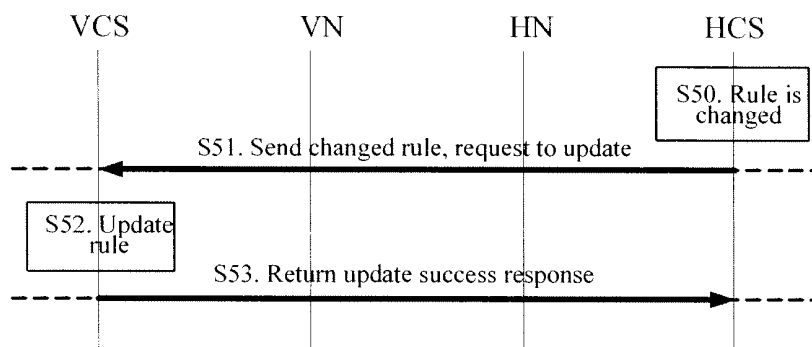 VCS VN HN HCS
S50. Rule is
changed
S51. Send changed rule, request to update
S52. Update
rule
S53. Return update success response